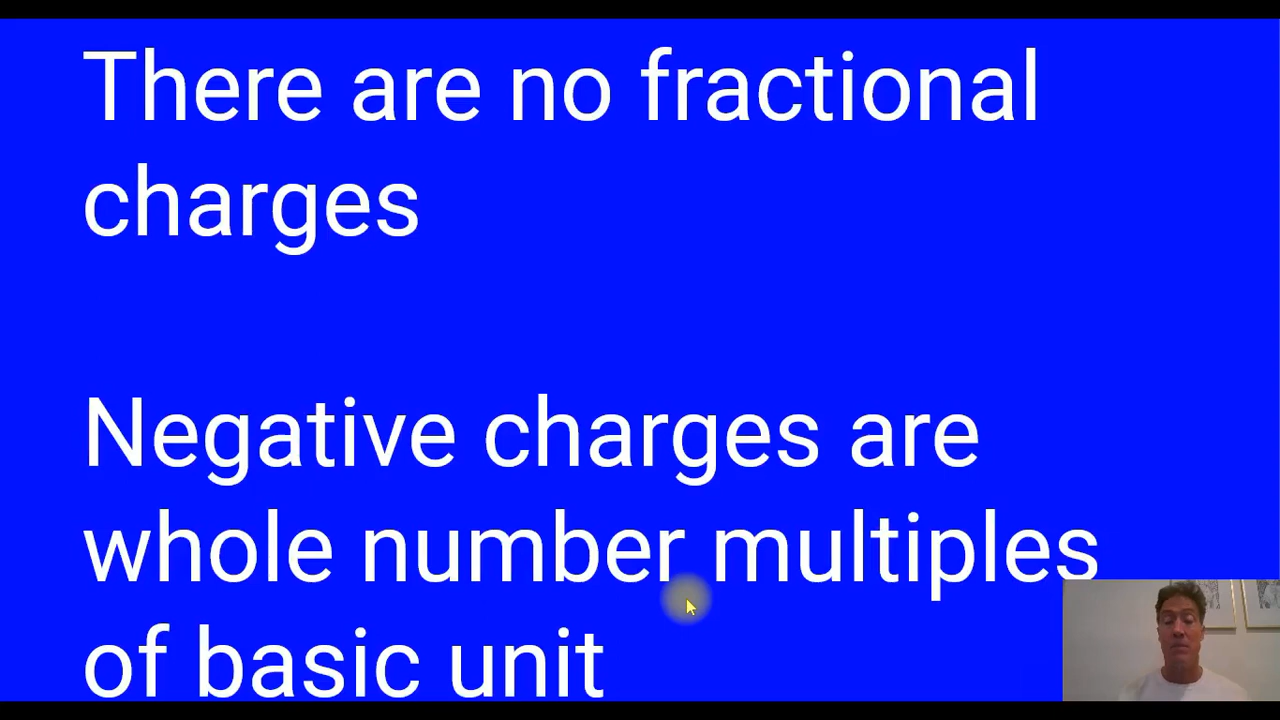 There are no fractional
charges
Negative charges are
whole number multiples
of basic unit